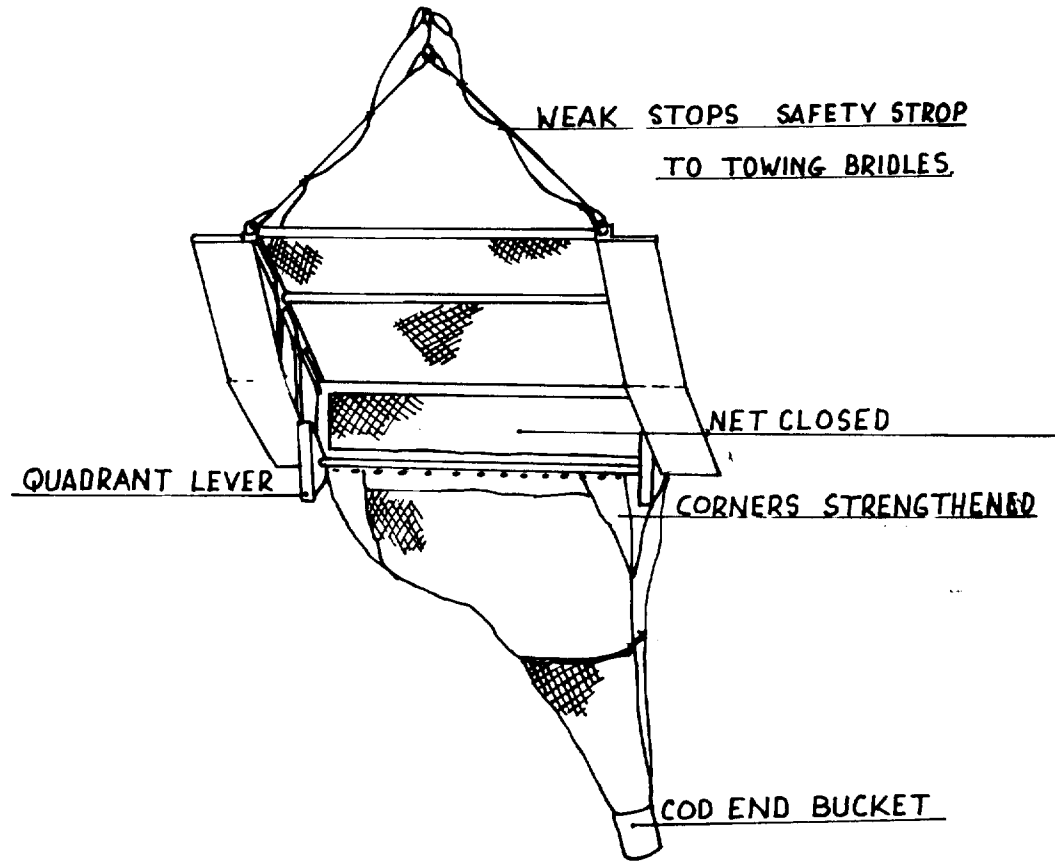 WEAK STOPS SAFETY STROP
TO TOWING BRIDLES.
NET CLOSED
QUADRANT LEVER
CORNERS STRENGTHENED
COD END BUCKET